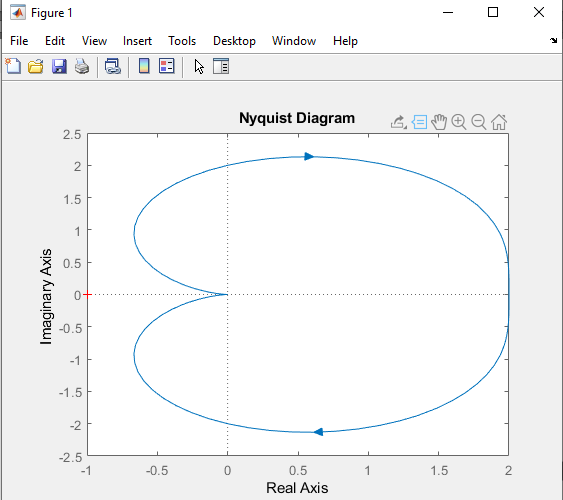 Figure 1
File Edit View Insert Tools Desktop Window Help
Nyquist Diagram
2.5
2
1.5
1
0.5
0
-0.5
-1
-1.5
-2
-2.5
Imaginary Axis
-1 -0.5 0 0.5 1 1.5 2
Real Axis